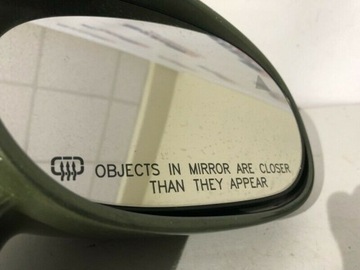 OBJECTS IN MIRROR ARE CLOSER
THAN THEY APPEAR